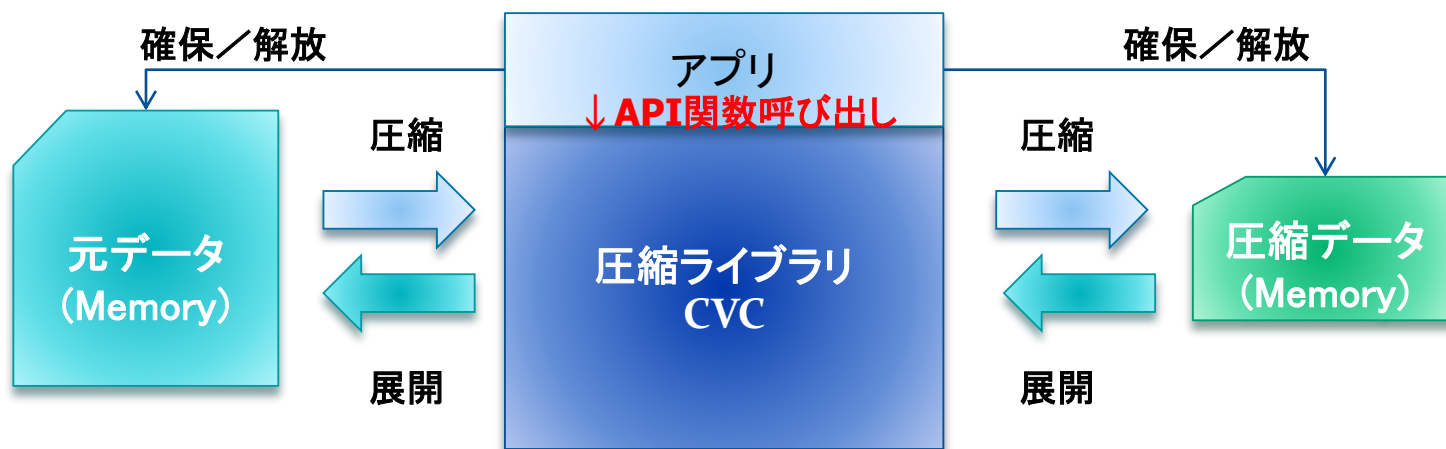 確保／解放
アプリ
確保／解放
↓API関数呼び出し
圧縮
圧縮
元データ
（Memory）
圧縮ライブラリ
CVC
圧縮データ
（Memory）
展開
展開